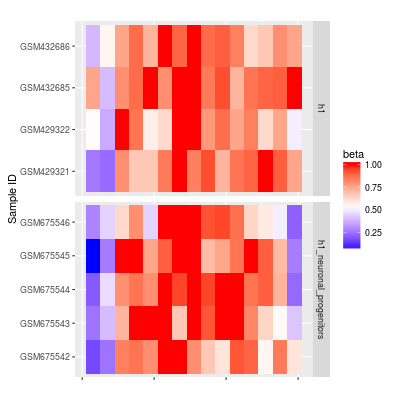 GSM432686
GSM432685
GSM429322
GSM429321
h1
GSM675546
GSM675545
GSM675544
GSM675543
GSM675542
h1_neuronal_progenitors
Sample ID
beta
1.00
0.75
0.50
0.25